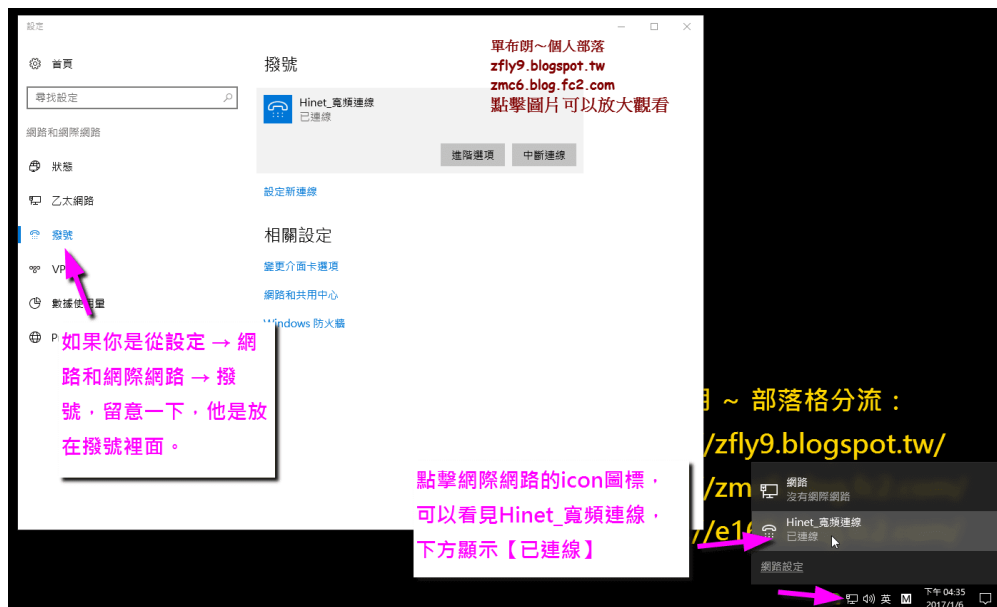 設定
首頁
尋找設定
網路和網際網路
狀態
乙太網路
撥號
VP
數據使用量
P
撥號
Hinet_寬頻連線
已連線
進階選項
中斷連線
設定新連線
相關設定
變更介面卡選項
網路和共用中心
Windows 防火牆
單布朗～個人部落
zfly9.blogspot.tw
zmc6.blog.fc2.com
點擊圖片可以放大觀看
如果你是從設定 → 網
路和網際網路 → 撥
號，留意一下，他是放
在撥號裡面。
點擊網際網路的icon圖標，
可以看見Hinet_寬頻連線，
下方顯示【已連線】
~ 部落格分流：
/zfly9.blogspot.tw/
/zm
//e16
網路
沒有網際網路
Hinet_寬頻連線
已連線
網路設定
英
M
下午 04:35
2017/1/6